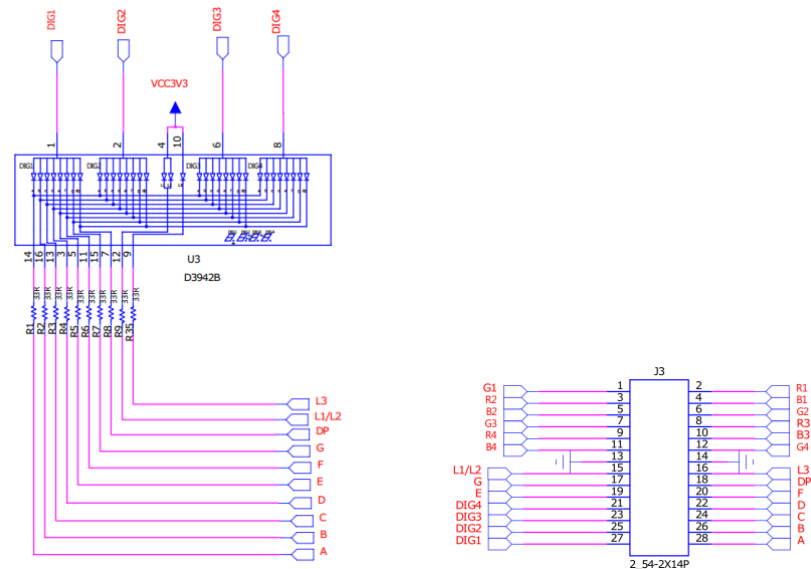 DIG1
DIG2
DIG3
DIG4
VCC3V3
1
2
4
10
6
8
DIG1
DIG2
DIG3
DIG4
U3
D3942B
14
16
13
3
5
11
15
7
12
9
33R
33R
33R
33R
33R
33R
33R
33R
33R
33R
R1
R2
R3
R4
R5
R6
R7
R8
R9
R35
L3
L1/L2
DP
G
F
E
D
C
B
A
J3
G1 1 2 R1
R2 3 4 B1
B2 5 6 G2
G3 7 8 R3
R4 9 10 B3
B4 11 12 G4
13 14
L1/L2 15 16 L3
G 17 18 DP
E 19 20 F
DIG4 21 22 D
DIG3 23 24 C
DIG2 25 26 B
DIG1 27 28 A
2_54-2X14P